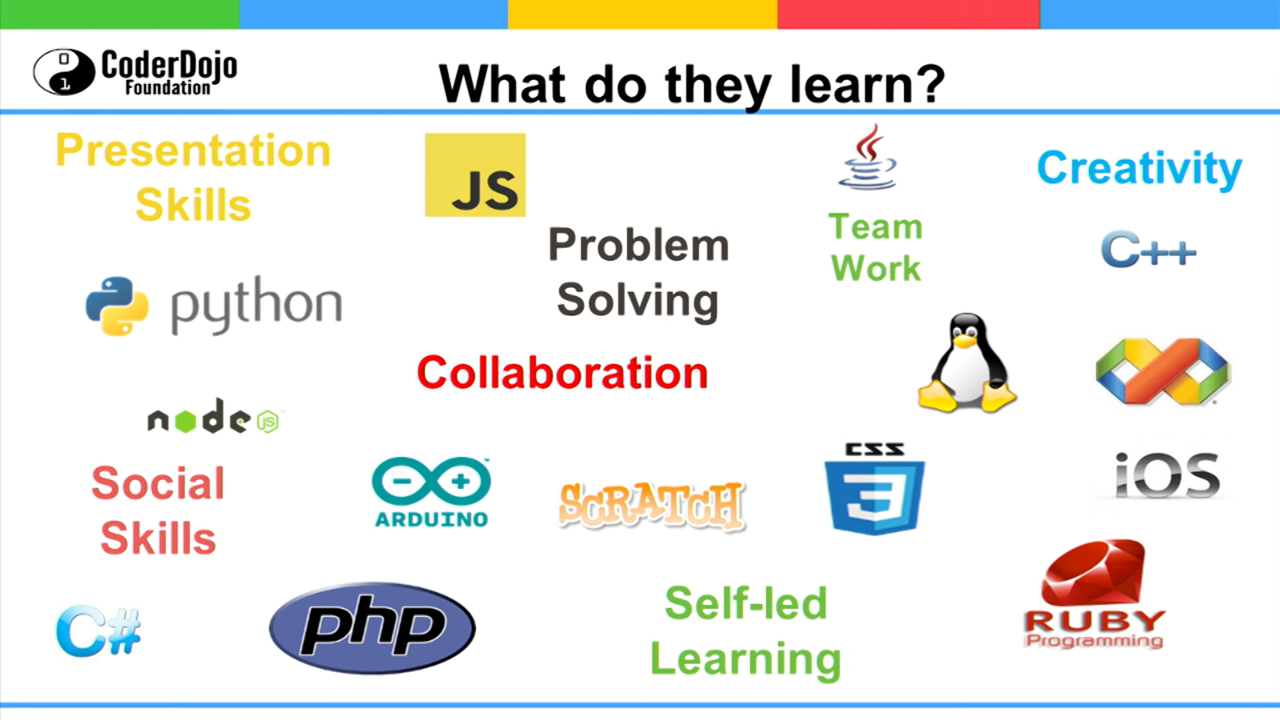 CoderDojo
Foundation
What do they learn?
Presentation
Skills
JS
Problem
Solving
Team
Work
Creativity
C++
python
Collaboration
node
JS
Social
Skills
ARDUINO
SCRATCH
CSS
3
iOS
C#
php
Self-led
Learning
RUBY
Programming